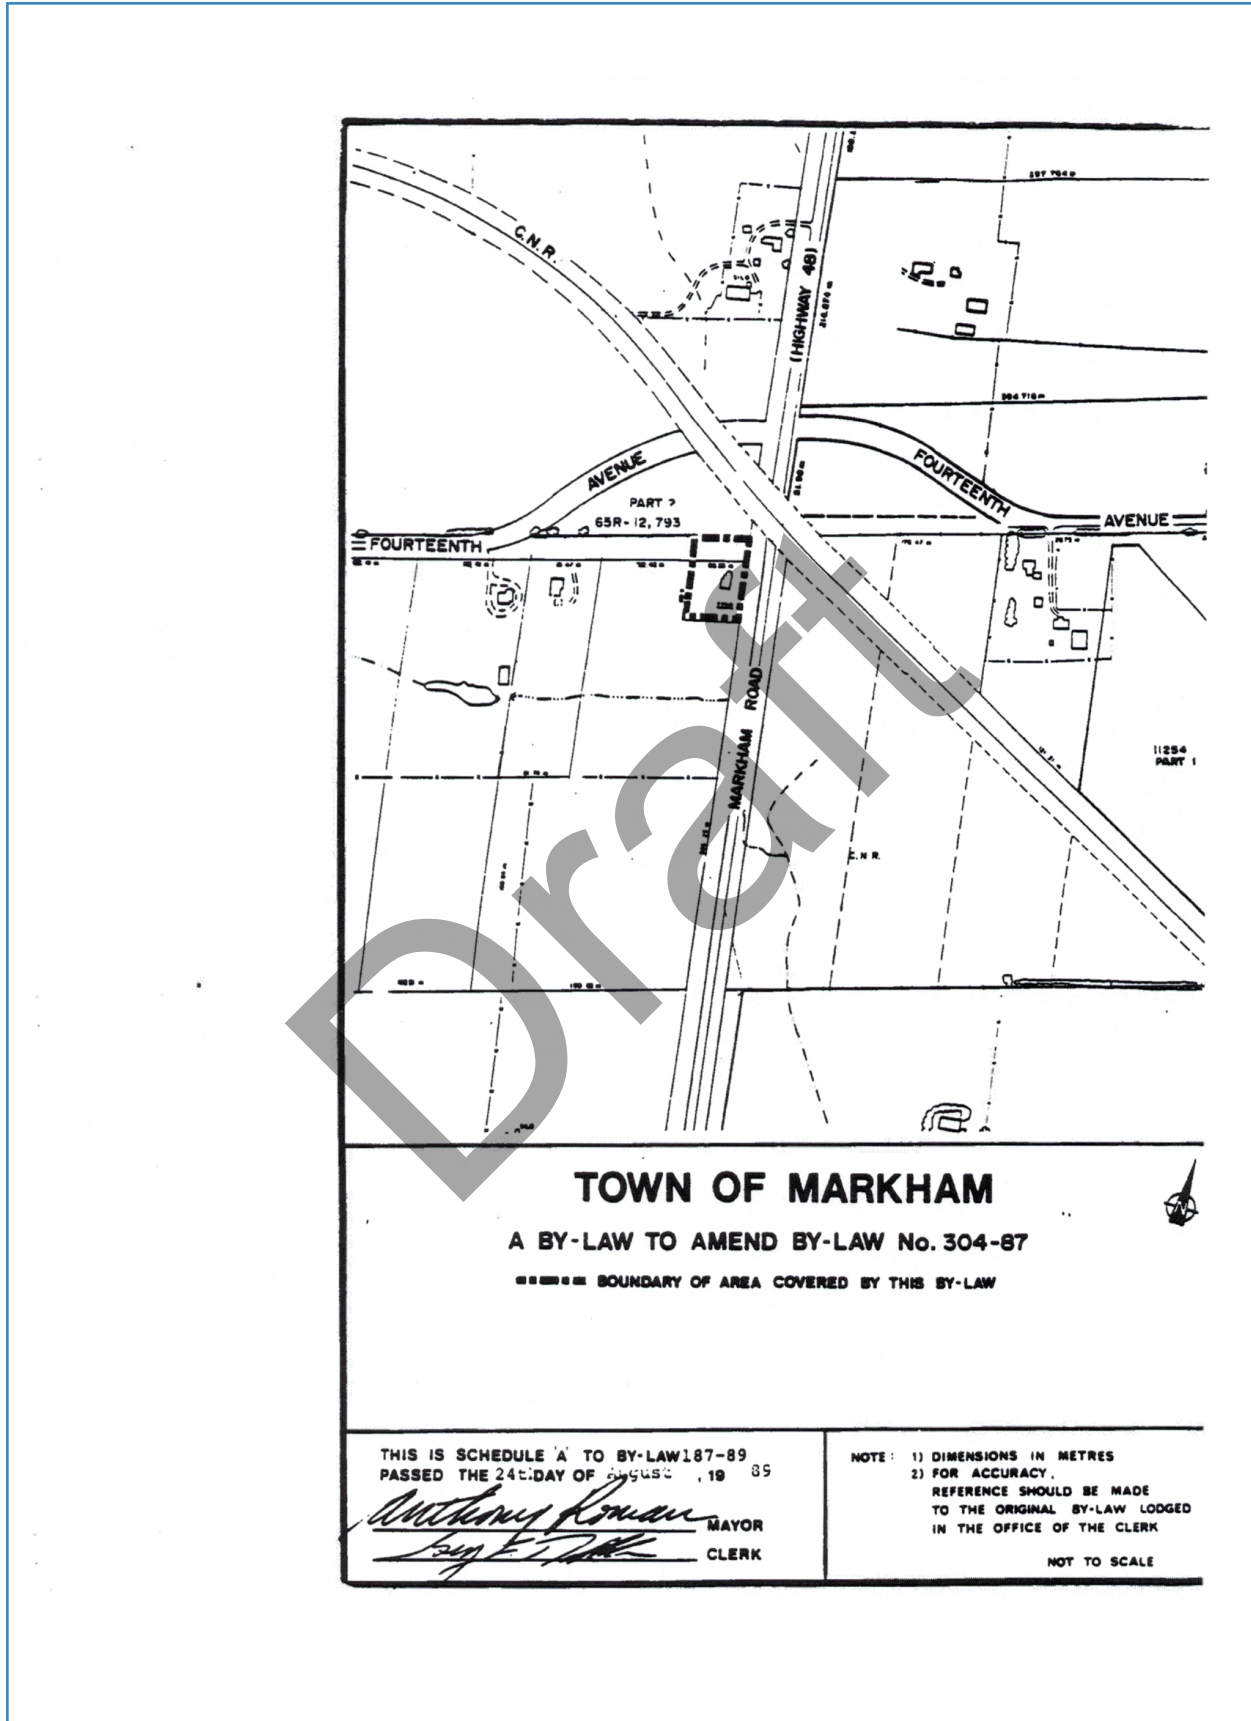 C.N.R.
(HIGHWAY 48)
AVENUE
FOURTEENTH
AVENUE
PART ?
65R-12,793
FOURTEENTH
MARKHAM ROAD
11254
PART 1
C.N.R.
Draft
TOWN OF MARKHAM
A BY-LAW TO AMEND BY-LAW No. 304-87
BOUNDARY OF AREA COVERED BY THIS BY-LAW
THIS IS SCHEDULE 'A' TO BY-LAW 187-89
PASSED THE 24t.DAY OF August , 19 89
Anthony Roman MAYOR
CLERK
NOTE : 1) DIMENSIONS IN METRES
2) FOR ACCURACY,
REFERENCE SHOULD BE MADE
TO THE ORIGINAL BY-LAW LODGED
IN THE OFFICE OF THE CLERK
NOT TO SCALE